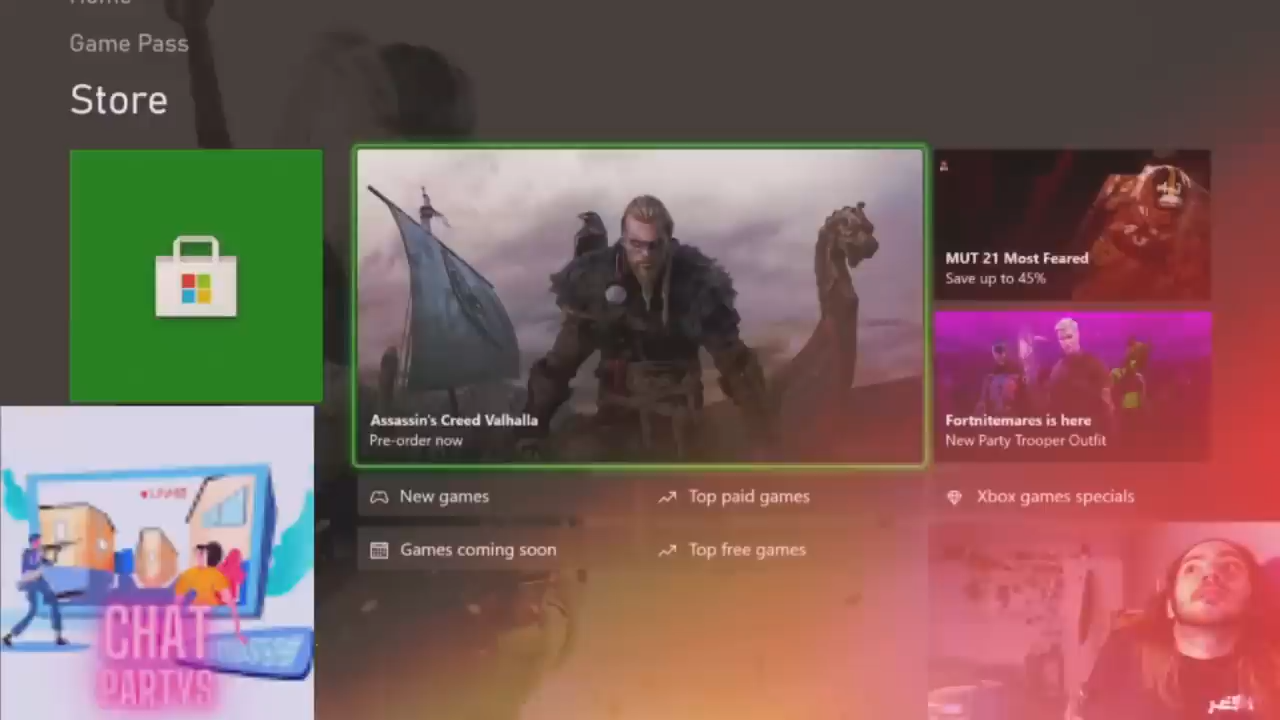 Home
Game Pass
Store
MUT 21 Most Feared
Save up to 45%
Assassin's Creed Valhalla
Pre-order now
Fortnitemares is here
New Party Trooper Outfit
New games
Top paid games
Xbox games specials
Games coming soon
Top free games
CHAT
PARTYS